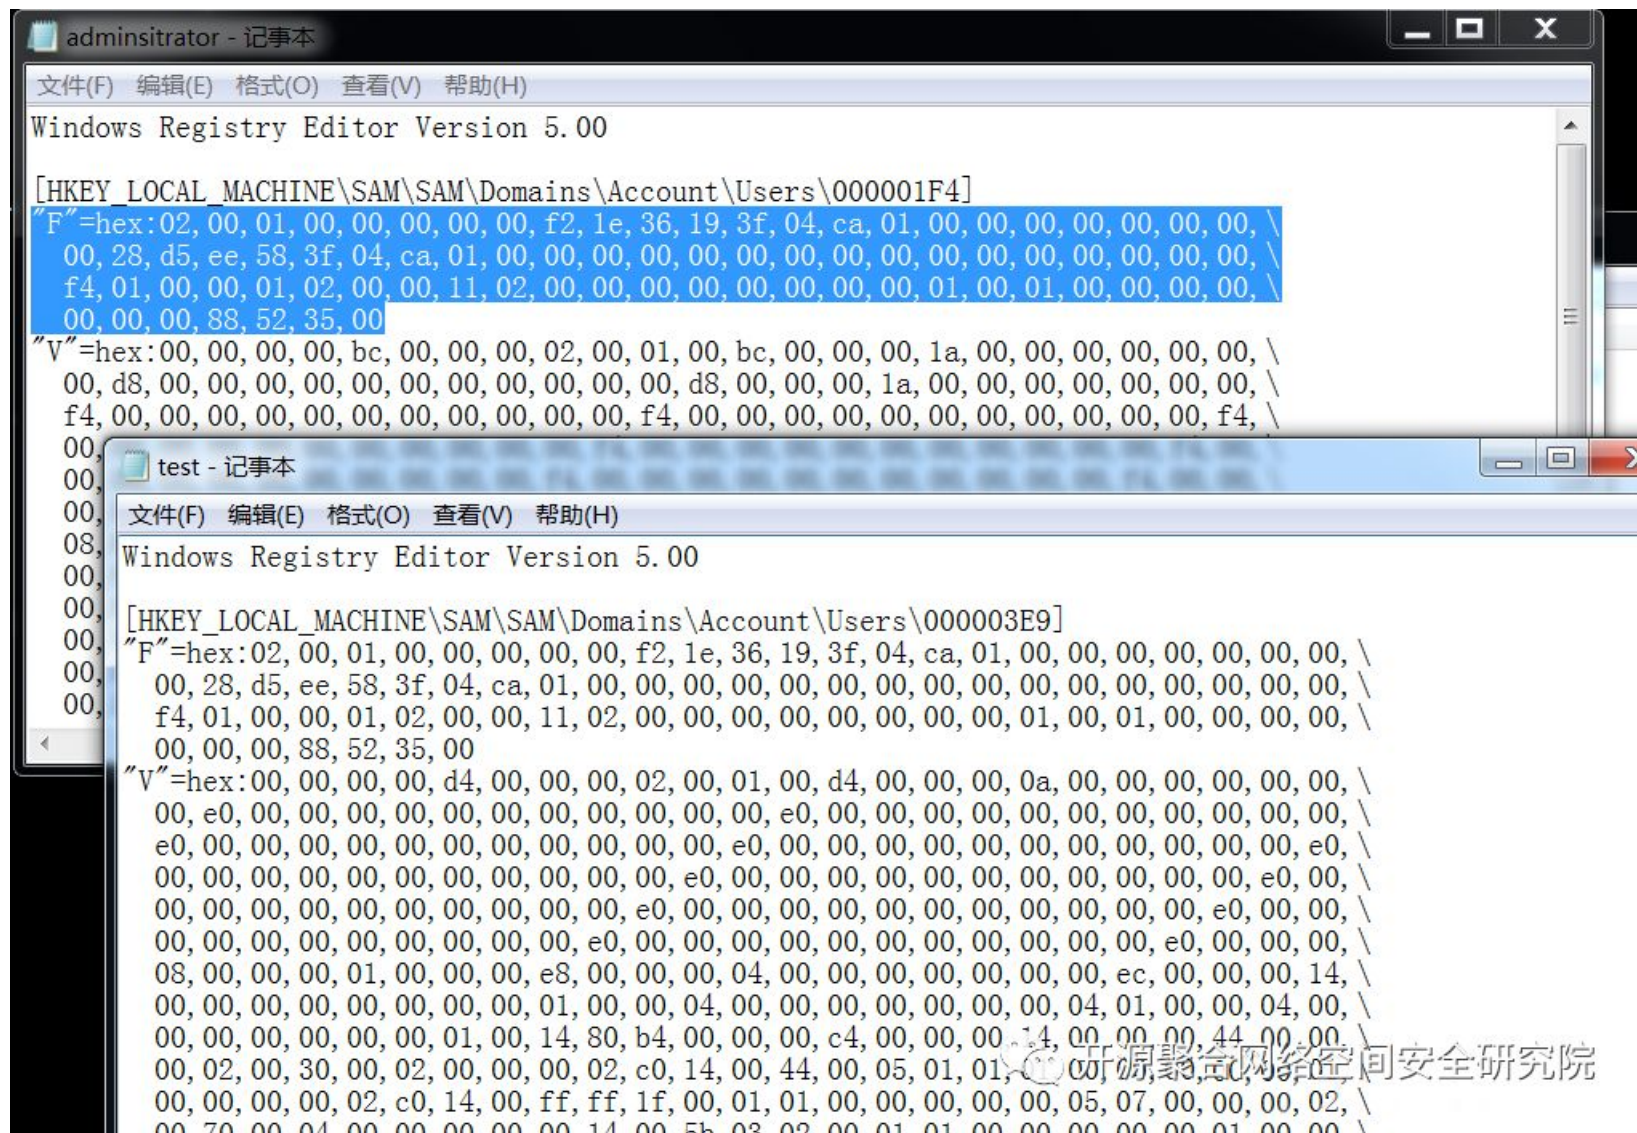 adminsitrator - 记事本
文件(F) 编辑(E) 格式(O) 查看(V) 帮助(H)
Windows Registry Editor Version 5.00
[HKEY_LOCAL_MACHINE\SAM\SAM\Domains\Account\Users\000001F4]
"F"=hex:02,00,01,00,00,00,00,00,f2,1e,36,19,3f,04,ca,01,00,00,00,00,00,00,00,\
00,28,d5,ee,58,3f,04,ca,01,00,00,00,00,00,00,00,00,00,00,00,00,00,00,00,00,\
f4,01,00,00,01,02,00,00,11,02,00,00,00,00,00,00,00,00,01,00,01,00,00,00,00,\
00,00,00,88,52,35,00
"V"=hex:00,00,00,00,bc,00,00,00,02,00,01,00,bc,00,00,00,1a,00,00,00,00,00,00,\
00,d8,00,00,00,00,00,00,00,00,00,00,00,00,d8,00,00,00,1a,00,00,00,00,00,00,00,\
f4,00,00,00,00,00,00,00,00,00,00,00,f4,00,00,00,00,00,00,00,00,00,00,00,f4,\
00,
00,
00,
08,
00,
00,
00,
00,
00,
test - 记事本
文件(F) 编辑(E) 格式(O) 查看(V) 帮助(H)
Windows Registry Editor Version 5.00
[HKEY_LOCAL_MACHINE\SAM\SAM\Domains\Account\Users\000003E9]
"F"=hex:02,00,01,00,00,00,00,00,f2,1e,36,19,3f,04,ca,01,00,00,00,00,00,00,00,\
00,28,d5,ee,58,3f,04,ca,01,00,00,00,00,00,00,00,00,00,00,00,00,00,00,00,00,\
f4,01,00,00,01,02,00,00,11,02,00,00,00,00,00,00,00,00,01,00,01,00,00,00,00,\
00,00,00,88,52,35,00
"V"=hex:00,00,00,00,d4,00,00,00,02,00,01,00,d4,00,00,00,0a,00,00,00,00,00,00,\
00,e0,00,00,00,00,00,00,00,00,00,00,00,e0,00,00,00,00,00,00,00,00,00,00,00,\
e0,00,00,00,00,00,00,00,00,00,00,00,e0,00,00,00,00,00,00,00,00,00,00,00,e0,\
00,00,00,00,00,00,00,00,00,00,00,e0,00,00,00,00,00,00,00,00,00,00,00,e0,00,\
00,00,00,00,00,00,00,00,00,00,e0,00,00,00,00,00,00,00,00,00,00,00,e0,00,00,\
00,00,00,00,00,00,00,00,00,e0,00,00,00,00,00,00,00,00,00,00,00,e0,00,00,00,\
08,00,00,00,01,00,00,00,e8,00,00,00,04,00,00,00,00,00,00,00,ec,00,00,00,14,\
00,00,00,00,00,00,00,00,01,00,00,04,00,00,00,00,00,00,00,04,01,00,00,04,00,\
00,00,00,00,00,00,01,00,14,80,b4,00,00,00,c4,00,00,00,14,00,00,00,44,00,00,\
00,02,00,30,00,02,00,00,00,02,c0,14,00,44,00,05,01,01,
00,00,00,00,02,c0,14,00,ff,ff,1f,00,01,01,00,00,00,00,00,05,07,00,00,00,02,\
开源聚合网络空间安全研究院